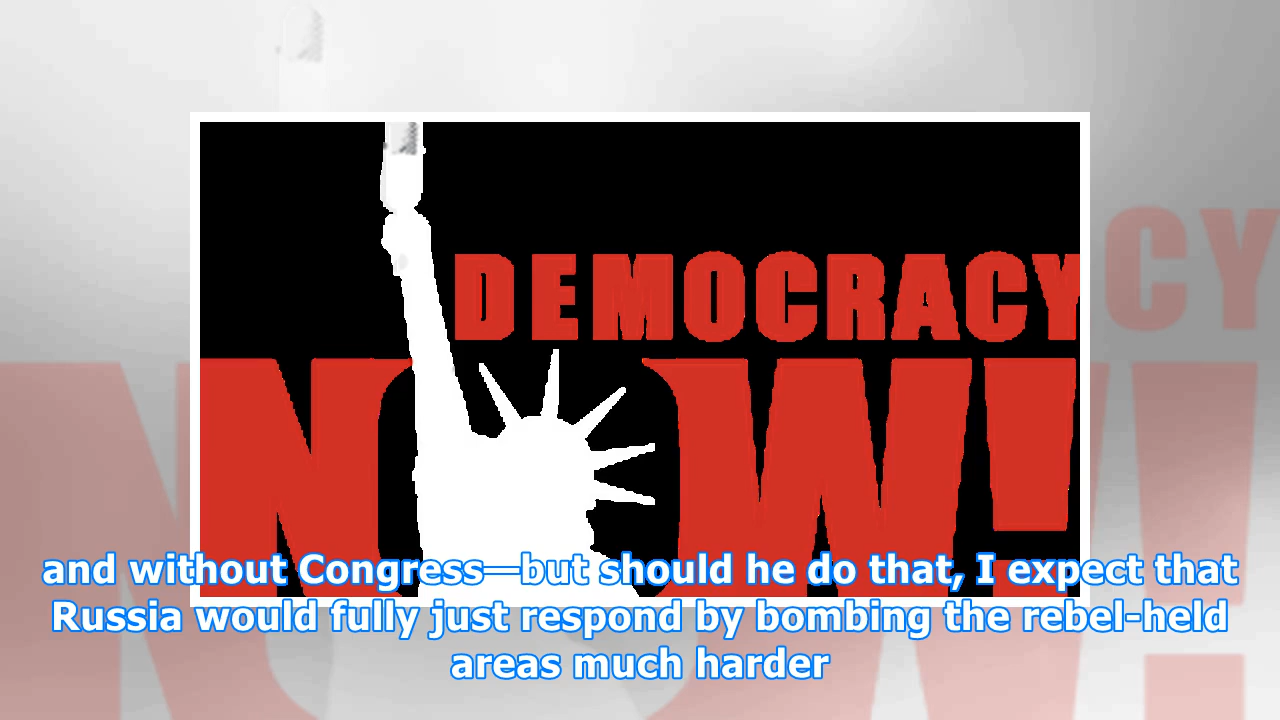 DEMOCRACY
NOW!
CY
and without Congress—but should he do that, I expect that
Russia would fully just respond by bombing the rebel-held
areas much harder